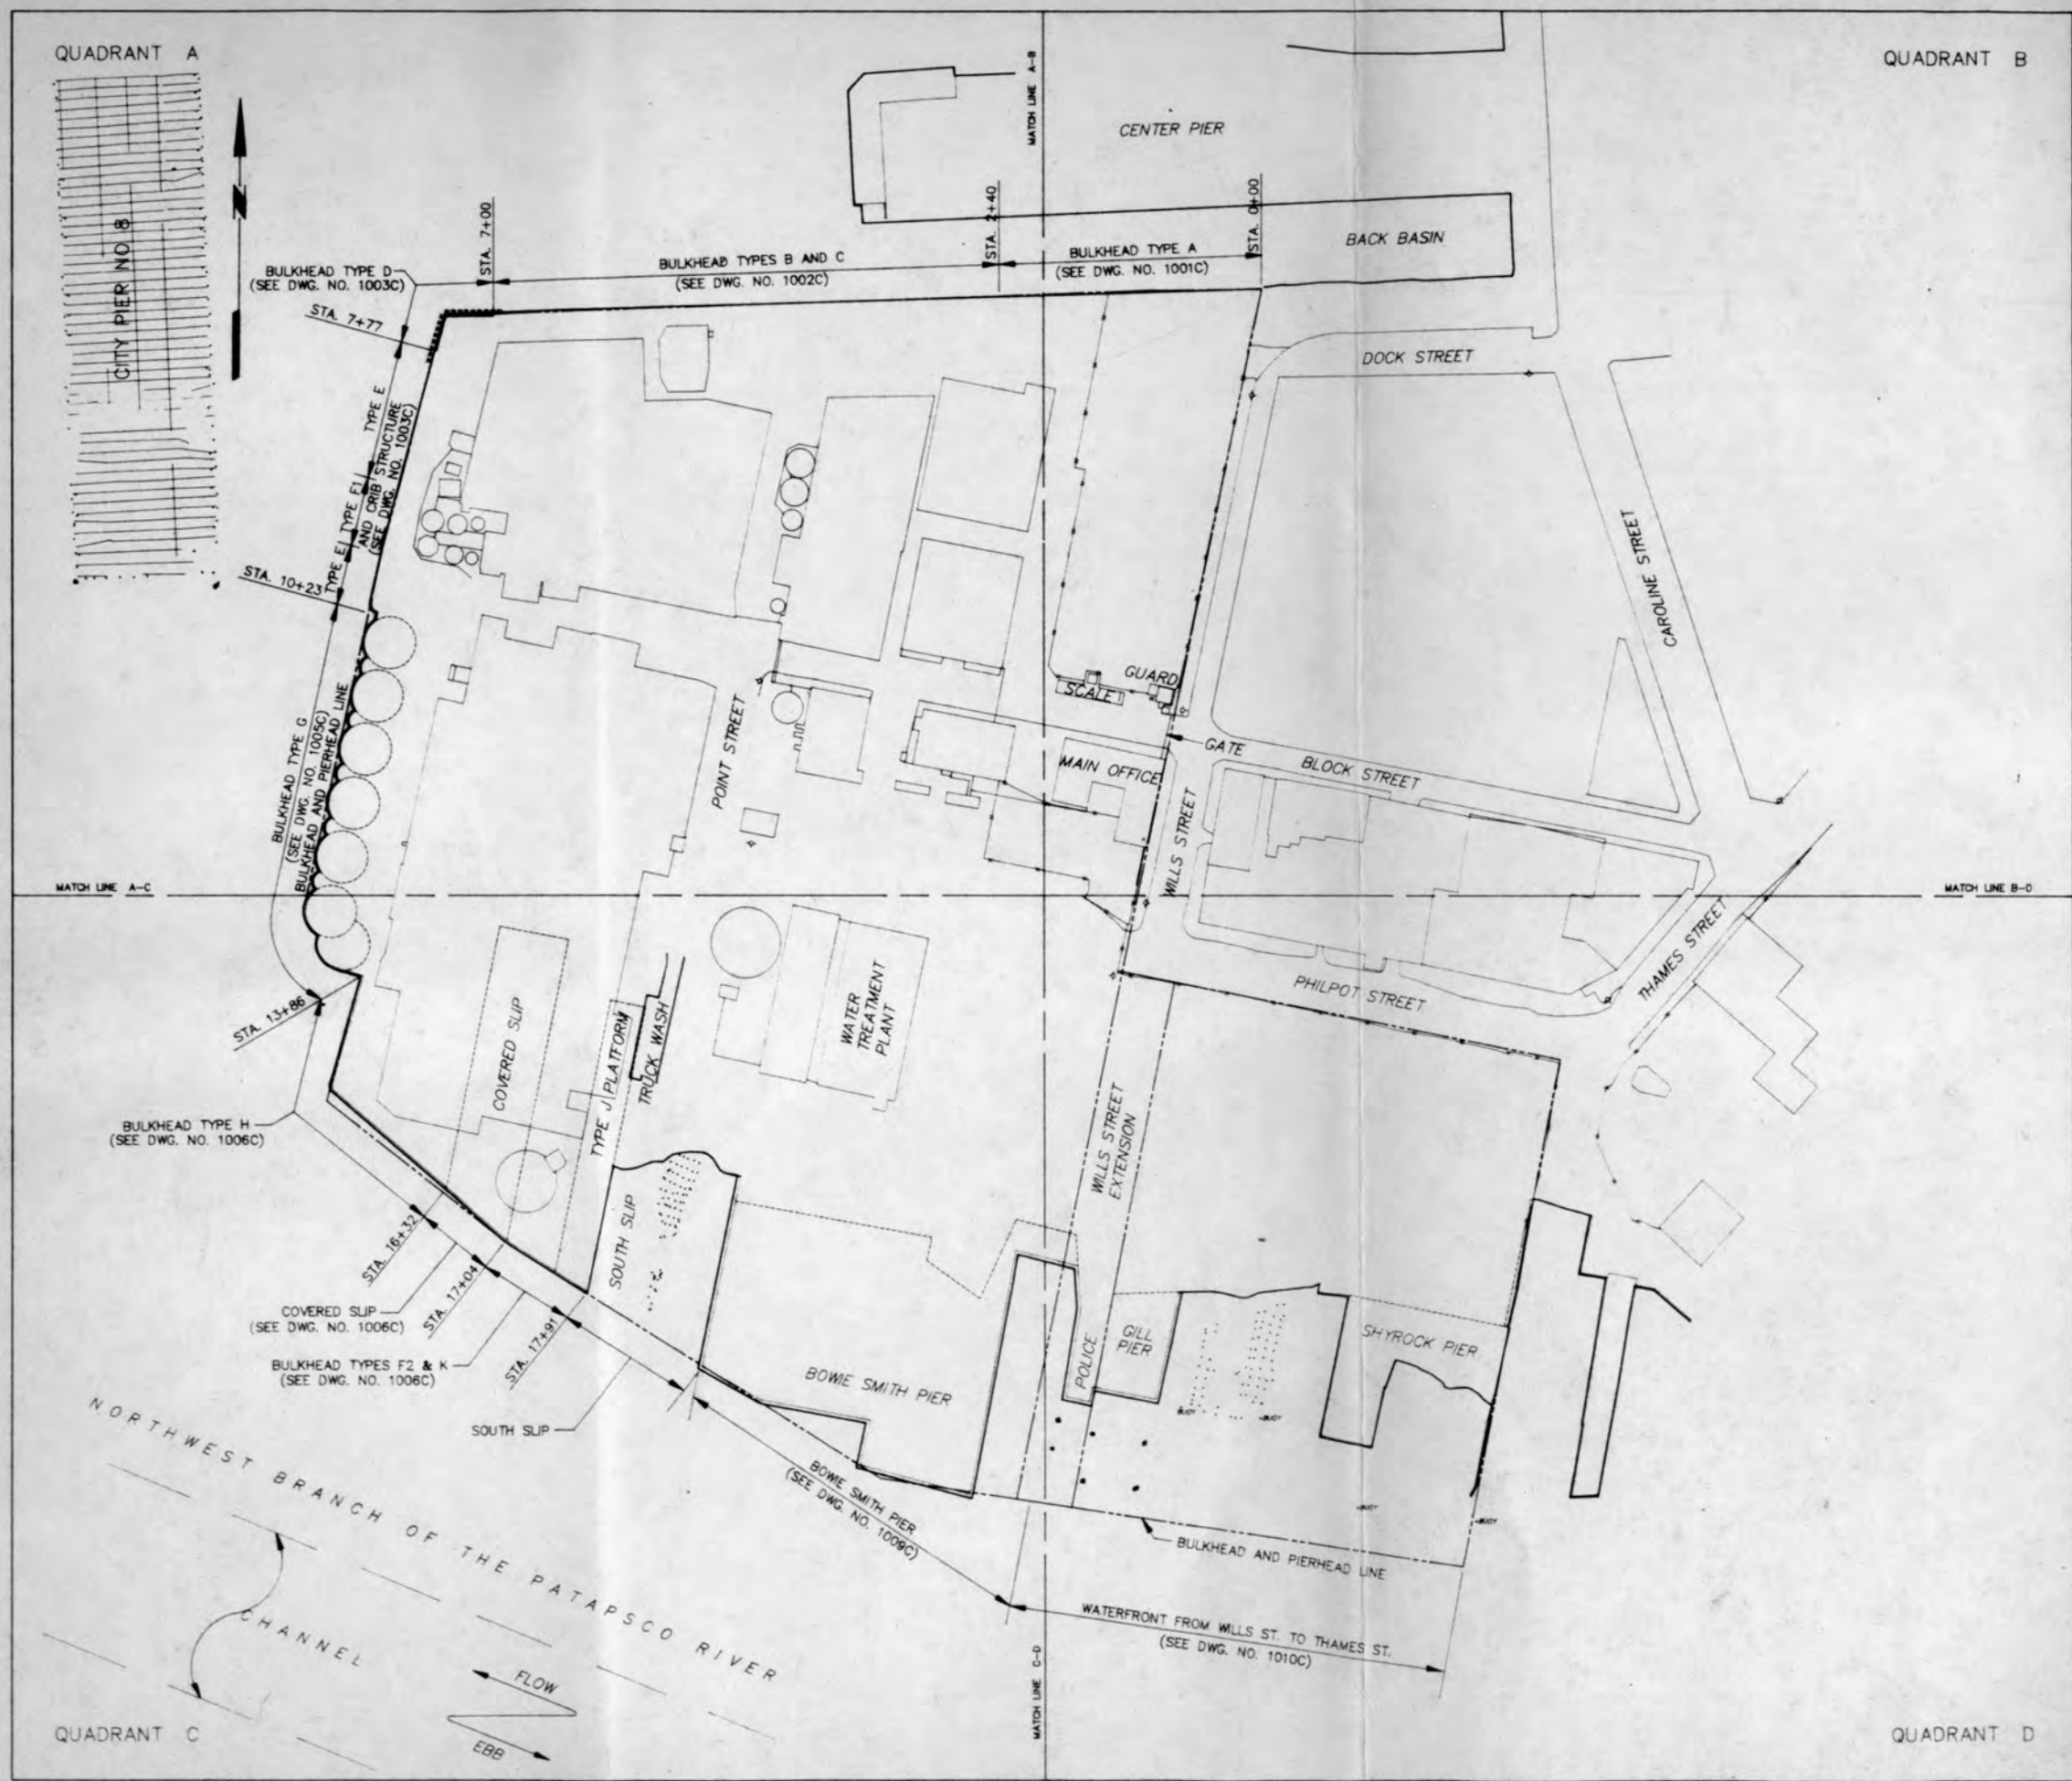 QUADRANT A
QUADRANT B
MATCH LINE A-B
CENTER PIER
CITY PIER NO 8
N
STA. 7+00
STA. 2+40
STA. 0+00
BACK BASIN
BULKHEAD TYPE D
(SEE DWG. NO. 1003C)
BULKHEAD TYPES B AND C
(SEE DWG. NO. 1002C)
BULKHEAD TYPE A
(SEE DWG. NO. 1001C)
STA. 7+77
DOCK STREET
TYPE E
TYPE F1
TYPE E
AND CRIB STRUCTURE
(SEE DWG. NO. 1003C)
STA. 10+23
CAROLINE STREET
GUARD
SCALE
POINT STREET
GATE
MAIN OFFICE
BLOCK STREET
WILLS STREET
BULKHEAD TYPE G
(SEE DWG. NO. 1005C)
BULKHEAD AND PIERHEAD LINE
MATCH LINE A-C
MATCH LINE B-D
THAMES STREET
PHILPOT STREET
STA. 13+86
COVERED SLIP
TYPE J
PLATFORM
TRUCK WASH
WATER
TREATMENT
PLANT
WILLS STREET
EXTENSION
BULKHEAD TYPE H
(SEE DWG. NO. 1006C)
SOUTH SLIP
STA. 16+32
STA. 17+04
STA. 17+91
COVERED SLIP
(SEE DWG. NO. 1006C)
BULKHEAD TYPES F2 & K
(SEE DWG. NO. 1006C)
SOUTH SLIP
BOWIE SMITH PIER
POLICE
GILL
PIER
SHYROCK PIER
BUOY
BUOY
BUOY
BUOY
BOWIE SMITH PIER
(SEE DWG. NO. 1009C)
BULKHEAD AND PIERHEAD LINE
WATERFRONT FROM WILLS ST. TO THAMES ST.
(SEE DWG. NO. 1010C)
NORTHWEST BRANCH OF THE PATAPSCO RIVER
CHANNEL
FLOW
EBB
MATCH LINE C-D
QUADRANT C
QUADRANT D